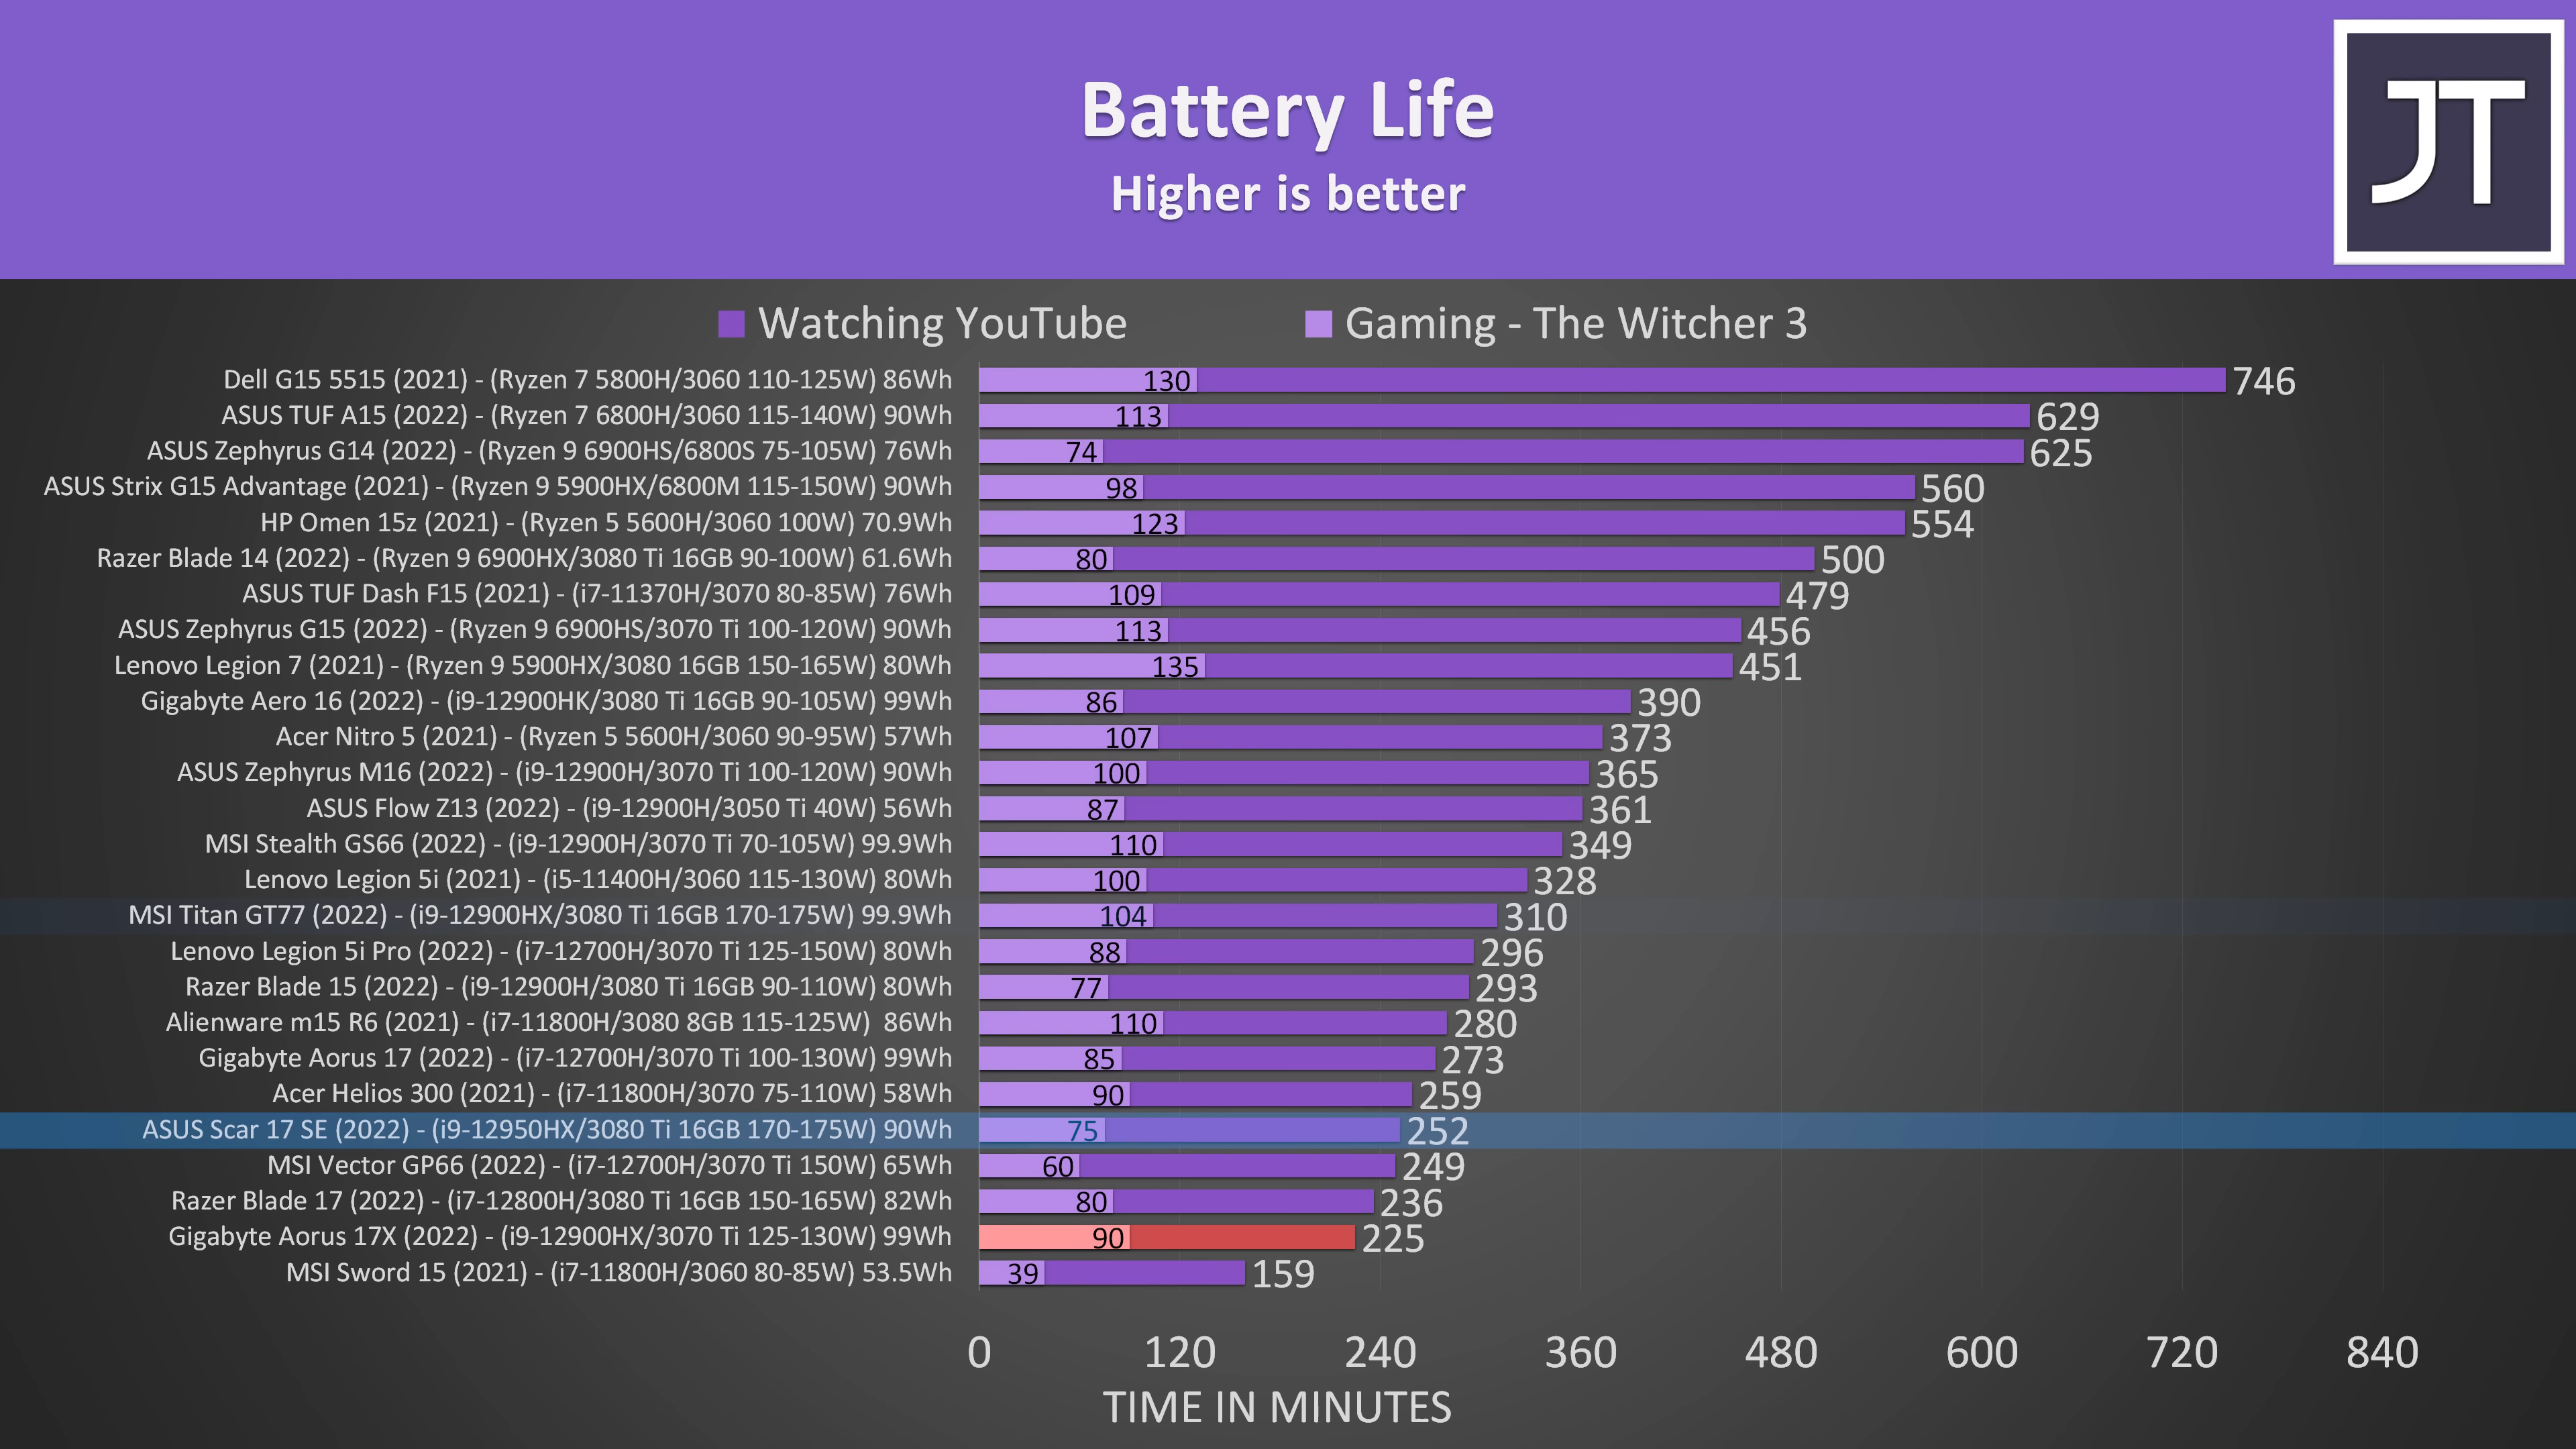 Battery Life
Higher is better
JT
Watching YouTube Gaming - The Witcher 3
Dell G15 5515 (2021) - (Ryzen 7 5800H/3060 110-125W) 86Wh 130 746
ASUS TUF A15 (2022) - (Ryzen 7 6800H/3060 115-140W) 90Wh 113 629
ASUS Zephyrus G14 (2022) - (Ryzen 9 6900HS/6800S 75-105W) 76Wh 74 625
ASUS Strix G15 Advantage (2021) - (Ryzen 9 5900HX/6800M 115-150W) 90Wh 98 560
HP Omen 15z (2021) - (Ryzen 5 5600H/3060 100W) 70.9Wh 123 554
Razer Blade 14 (2022) - (Ryzen 9 6900HX/3080 Ti 16GB 90-100W) 61.6Wh 80 500
ASUS TUF Dash F15 (2021) - (i7-11370H/3070 80-85W) 76Wh 109 479
ASUS Zephyrus G15 (2022) - (Ryzen 9 6900HS/3070 Ti 100-120W) 90Wh 113 456
Lenovo Legion 7 (2021) - (Ryzen 9 5900HX/3080 16GB 150-165W) 80Wh 135 451
Gigabyte Aero 16 (2022) - (i9-12900HK/3080 Ti 16GB 90-105W) 99Wh 86 390
Acer Nitro 5 (2021) - (Ryzen 5 5600H/3060 90-95W) 57Wh 107 373
ASUS Zephyrus M16 (2022) - (i9-12900H/3070 Ti 100-120W) 90Wh 100 365
ASUS Flow Z13 (2022) - (i9-12900H/3050 Ti 40W) 56Wh 87 361
MSI Stealth GS66 (2022) - (i9-12900H/3070 Ti 70-105W) 99.9Wh 110 349
Lenovo Legion 5i (2021) - (i5-11400H/3060 115-130W) 80Wh 100 328
MSI Titan GT77 (2022) - (i9-12900HX/3080 Ti 16GB 170-175W) 99.9Wh 104 310
Lenovo Legion 5i Pro (2022) - (i7-12700H/3070 Ti 125-150W) 80Wh 88 296
Razer Blade 15 (2022) - (i9-12900H/3080 Ti 16GB 90-110W) 80Wh 77 293
Alienware m15 R6 (2021) - (i7-11800H/3080 8GB 115-125W) 86Wh 110 280
Gigabyte Aorus 17 (2022) - (i7-12700H/3070 Ti 100-130W) 99Wh 85 273
Acer Helios 300 (2021) - (i7-11800H/3070 75-110W) 58Wh 90 259
ASUS Scar 17 SE (2022) - (i9-12950HX/3080 Ti 16GB 170-175W) 90Wh 75 252
MSI Vector GP66 (2022) - (i7-12700H/3070 Ti 150W) 65Wh 60 249
Razer Blade 17 (2022) - (i7-12800H/3080 Ti 16GB 150-165W) 82Wh 80 236
Gigabyte Aorus 17X (2022) - (i9-12900HX/3070 Ti 125-130W) 99Wh 90 225
MSI Sword 15 (2021) - (i7-11800H/3060 80-85W) 53.5Wh 39 159
0 120 240 360 480 600 720 840
TIME IN MINUTES